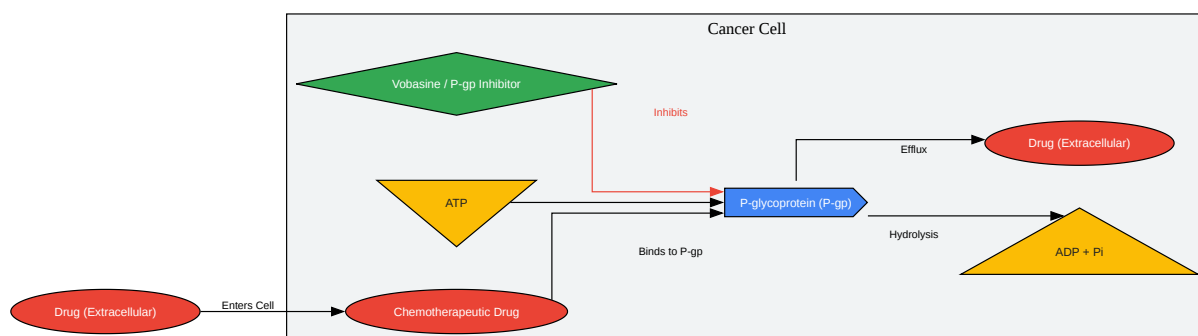 Cancer Cell
Vobasine / P-gp Inhibitor
Inhibits
Drug (Extracellular)
Efflux
ATP
P-glycoprotein (P-gp)
Hydrolysis
Binds to P-gp
ADP + Pi
Drug (Extracellular)
Enters Cell
Chemotherapeutic Drug